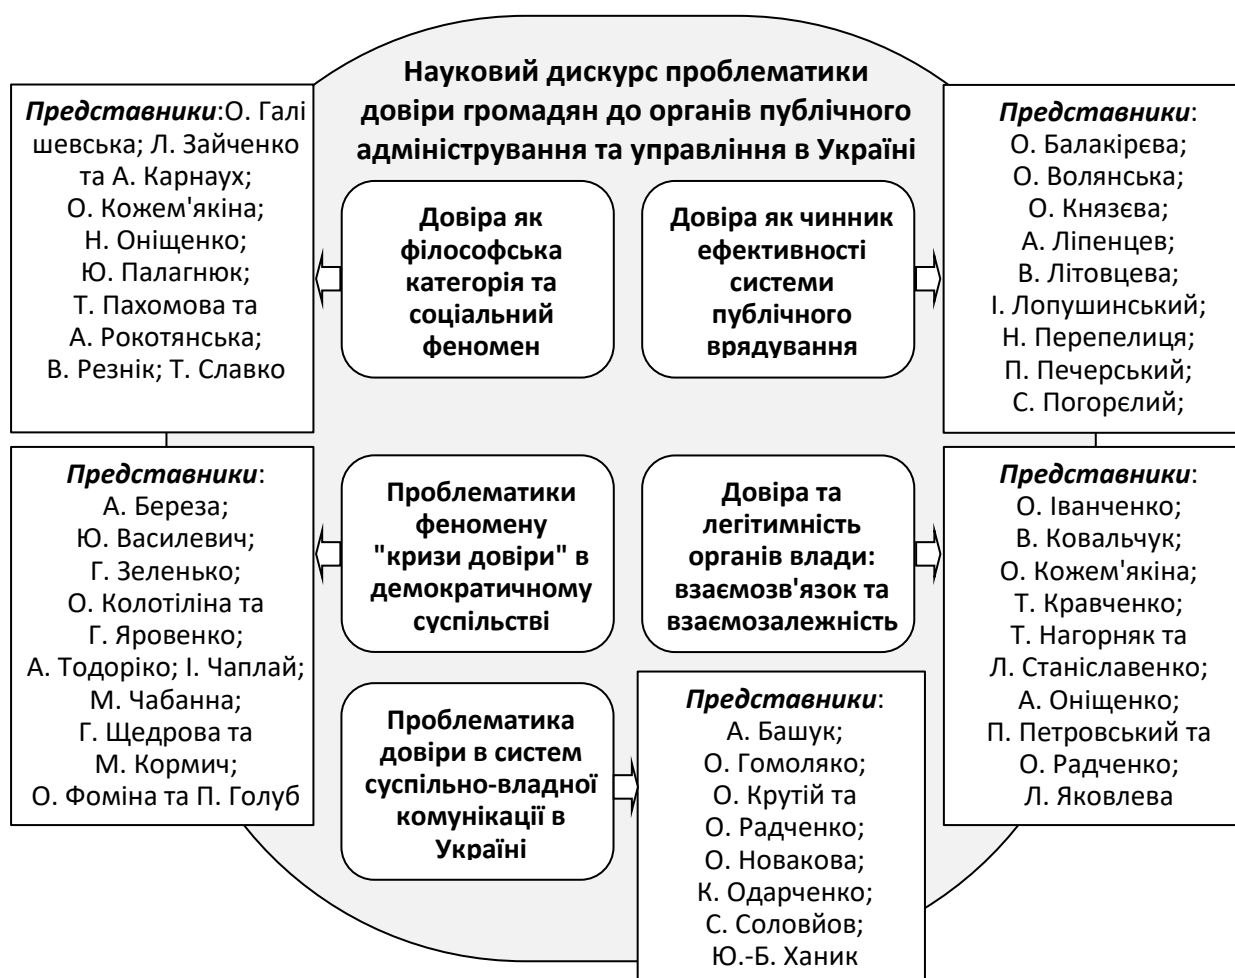 Науковий дискурс проблематики
довіри громадян до органів публічного
адміністрування та управління в Україні
Представники:О. Галі
шевська; Л. Зайченко
та А. Карнаух;
О. Кожем'якіна;
Н. Оніщенко;
Ю. Палагнюк;
Т. Пахомова та
А. Рокотянська;
В. Резнік; Т. Славко
Довіра як
філософська
категорія та
соціальний
феномен
Довіра як чинник
ефективності
системи
публічного
врядування
Представники:
О. Балакірєва;
О. Волянська;
О. Князєва;
А. Ліпенцев;
В. Літовцева;
І. Лопушинський;
Н. Перепелиця;
П. Печерський;
С. Погорєлий;
Представники:
А. Береза;
Ю. Василевич;
Г. Зеленько;
О. Колотіліна та
Г. Яровенко;
А. Тодоріко; І. Чаплай;
М. Чабанна;
Г. Щедрова та
М. Кормич;
О. Фоміна та П. Голуб
Проблематики
феномену
"кризи довіри" в
демократичному
суспільстві
Довіра та
легітимність
органів влади:
взаємозв'язок та
взаємозалежність
Представники:
О. Іванченко;
В. Ковальчук;
О. Кожем'якіна;
Т. Кравченко;
Т. Нагорняк та
Л. Станіславенко;
А. Оніщенко;
П. Петровський та
О. Радченко;
Л. Яковлева
Проблематика
довіри в систем
суспільно-владної
комунікації в
Україні
Представники:
А. Башук;
О. Гомоляко;
О. Крутій та
О. Радченко;
О. Новакова;
К. Одарченко;
С. Соловйов;
Ю.-Б. Ханик